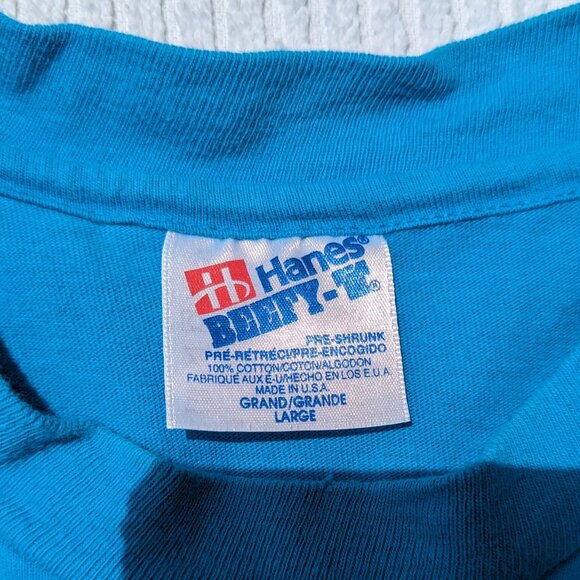 Hanes®
BEEFY-T®
PRE-SHRUNK
PRÉ-RÉTRÉCI/PRE-ENCOGIDO
100% COTTON/COTON/ALGODON
FABRIQUÉ AUX É-U/HECHO EN LOS E.U.A.
MADE IN U.S.A.
GRAND/GRANDE
LARGE